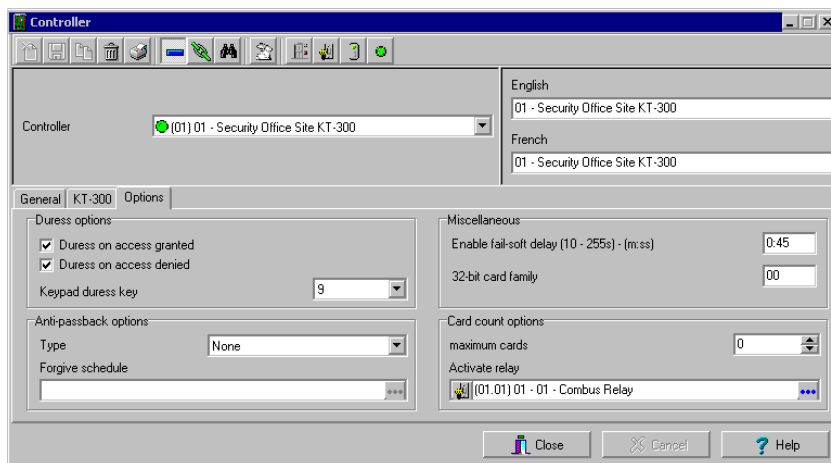 Controller
English
01 - Security Office Site KT-300
Controller
(01) 01 - Security Office Site KT-300
French
01 - Security Office Site KT-300
General
KT-300
Options
Duress options
Duress on access granted
Duress on access denied
Keypad duress key
9
Miscellaneous
Enable fail-soft delay (10 - 255s) - (m:ss)
0:45
32-bit card family
00
Anti-passback options
Type
None
Forgive schedule
Card count options
maximum cards
0
Activate relay
(01.01) 01 - 01 - Combus Relay
Close
Cancel
? Help